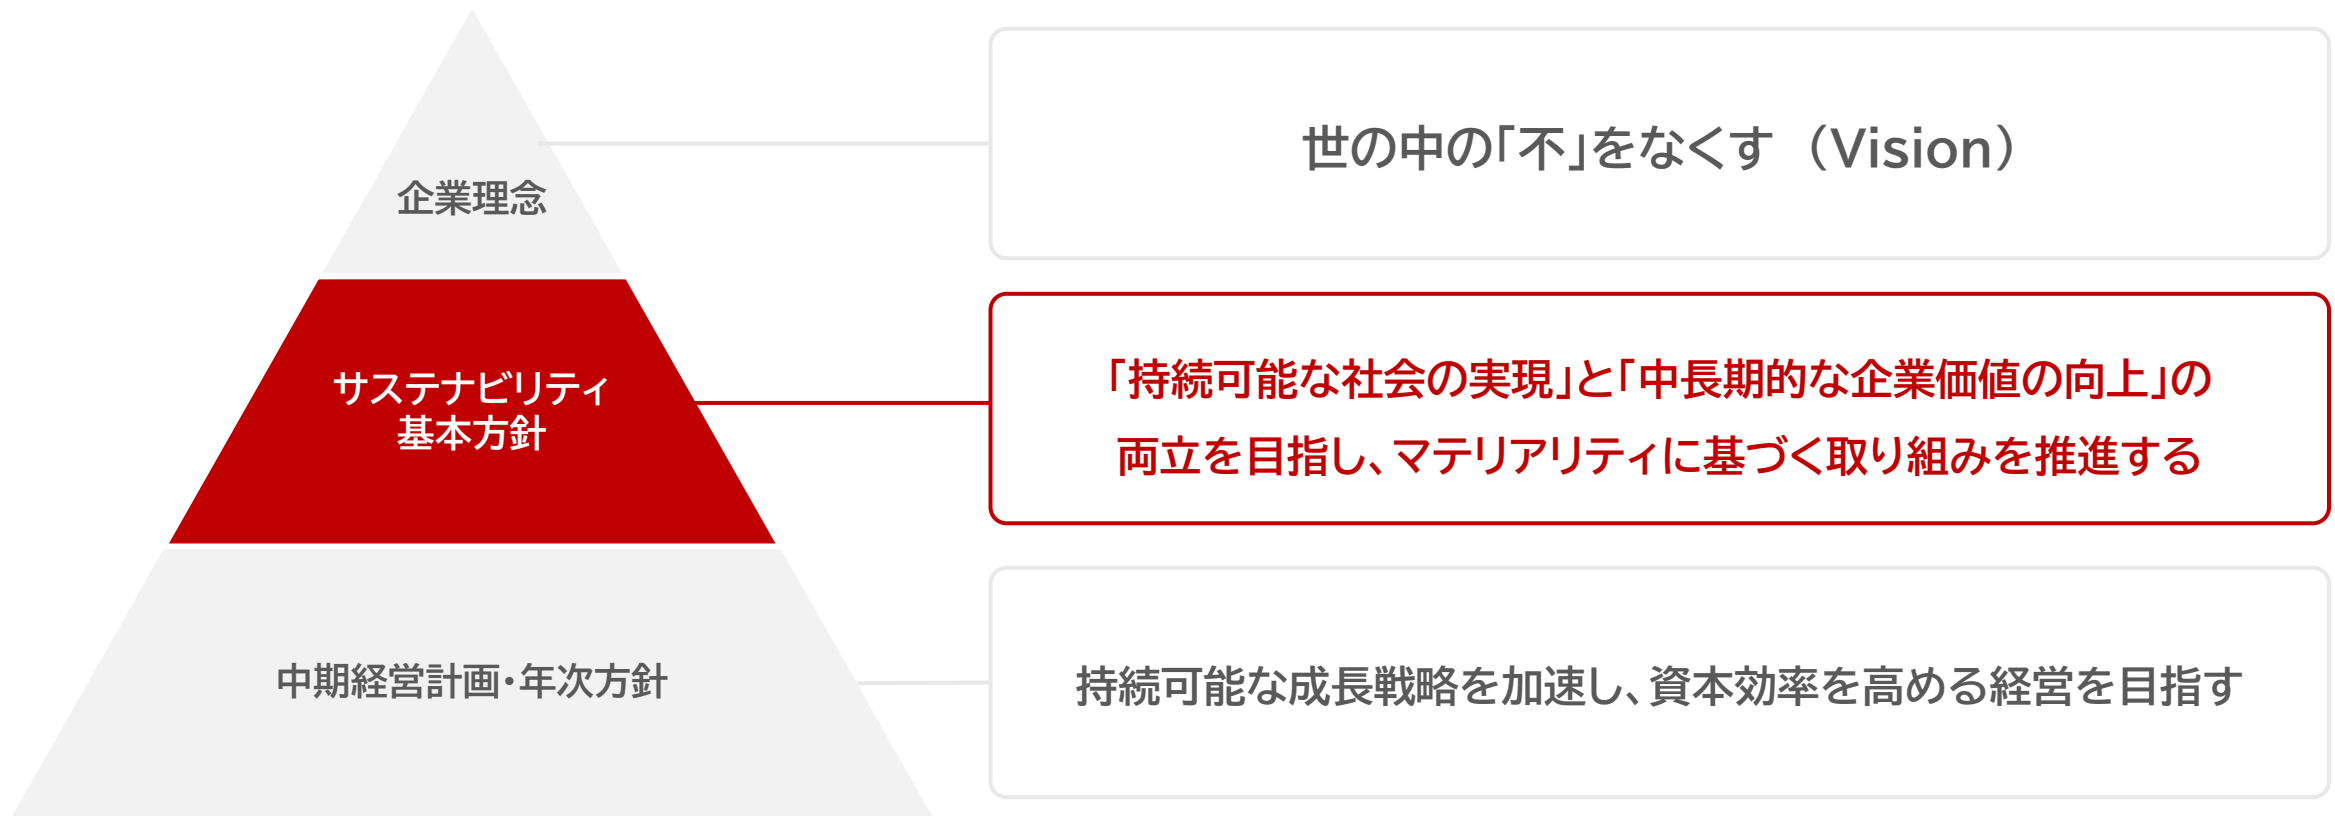 企業理念
世の中の「不」をなくす（Vision）
サステナビリティ
基本方針
「持続可能な社会の実現」と「中長期的な企業価値の向上」の
両立を目指し、マテリアリティに基づく取り組みを推進する
中期経営計画・年次方針
持続可能な成長戦略を加速し、資本効率を高める経営を目指す